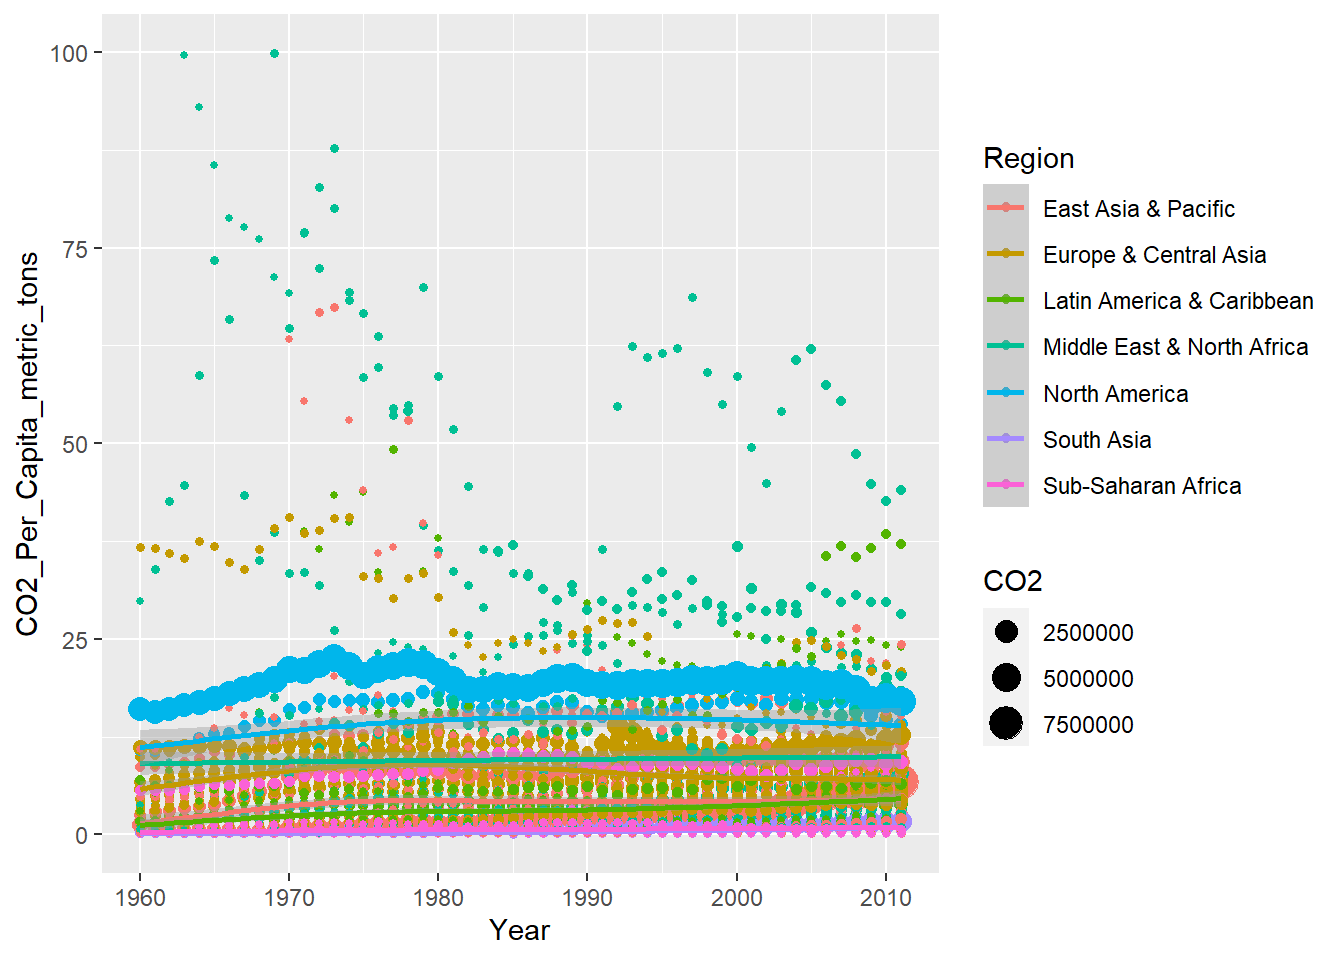 100
75
50
25
0
CO2_Per_Capita_metric_tons
1960
1970
1980
1990
2000
2010
Year
Region
East Asia & Pacific
Europe & Central Asia
Latin America & Caribbean
Middle East & North Africa
North America
South Asia
Sub-Saharan Africa
CO2
2500000
5000000
7500000